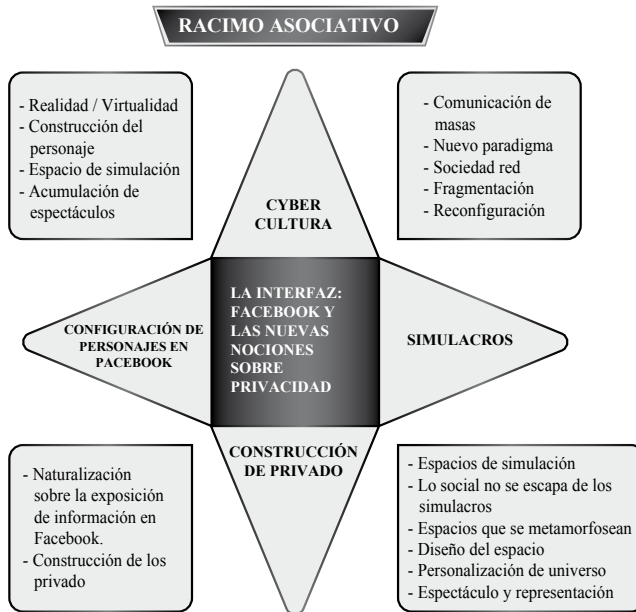 RACIMO ASOCIATIVO
- Realidad / Virtualidad
- Construcción del
personaje
- Espacio de simulación
- Acumulación de
espectáculos
- Comunicación de
masas
- Nuevo paradigma
- Sociedad red
- Fragmentación
- Reconfiguración
CYBER
CULTURA
CONFIGURACIÓN DE
PERSONAJES EN
PACEBOOK
LA INTERFAZ:
FACEBOOK Y
LAS NUEVAS
NOCIONES
SOBRE
PRIVACIDAD
SIMULACROS
CONSTRUCCIÓN
DE PRIVADO
- Naturalización
sobre la exposición
de información en
Facebook.
- Construcción de los
privado
- Espacios de simulación
- Lo social no se escapa de los
simulacros
- Espacios que se metamorfosean
- Diseño del espacio
- Personalización de universo
- Espectáculo y representación